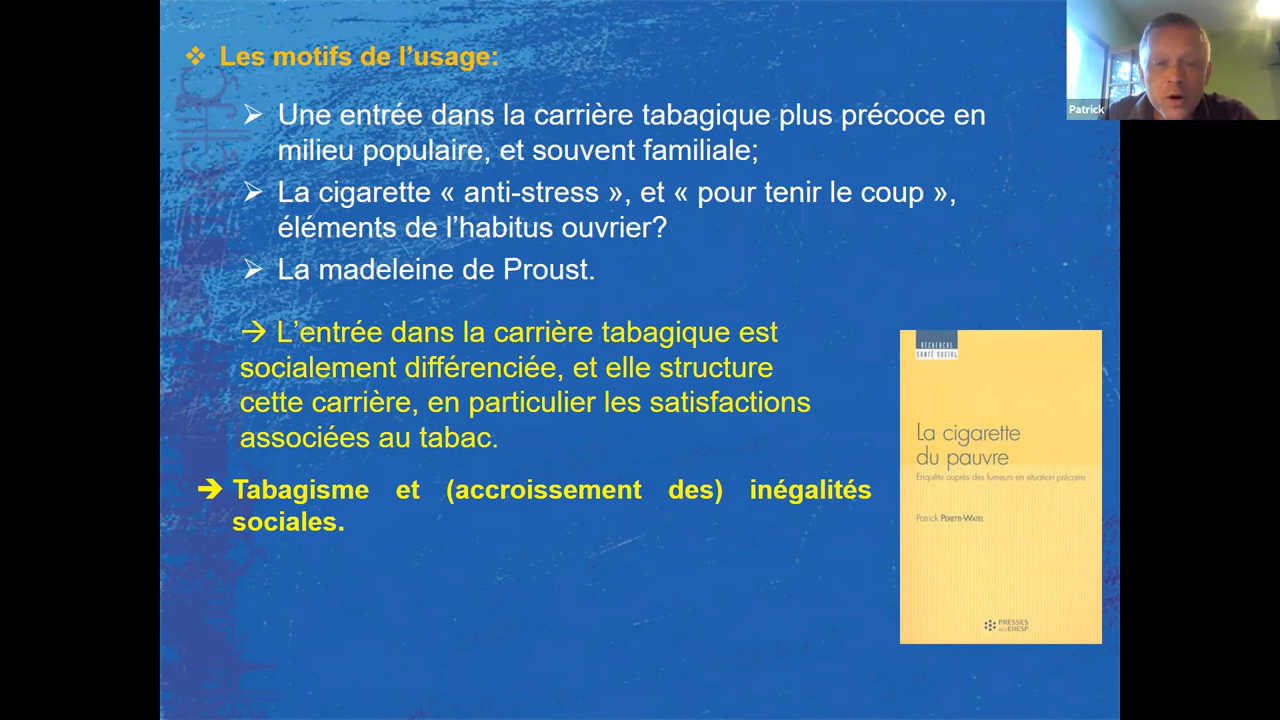 ❖ Les motifs de l’usage:
➢ Une entrée dans la carrière tabagique plus précoce en
milieu populaire, et souvent familiale;
➢ La cigarette « anti-stress », et « pour tenir le coup »,
éléments de l’habitus ouvrier?
➢ La madeleine de Proust.
→ L’entrée dans la carrière tabagique est
socialement différenciée, et elle structure
cette carrière, en particulier les satisfactions
associées au tabac.
➔ Tabagisme et (accroissement des) inégalités
sociales.
Patrick
RECHERCHE
SANTÉ SOCIAL
La cigarette
du pauvre
Enquête auprès des fumeurs en situation précaire
Patrick PERETTI-WATEL
PRESSES
DE L’EHESP